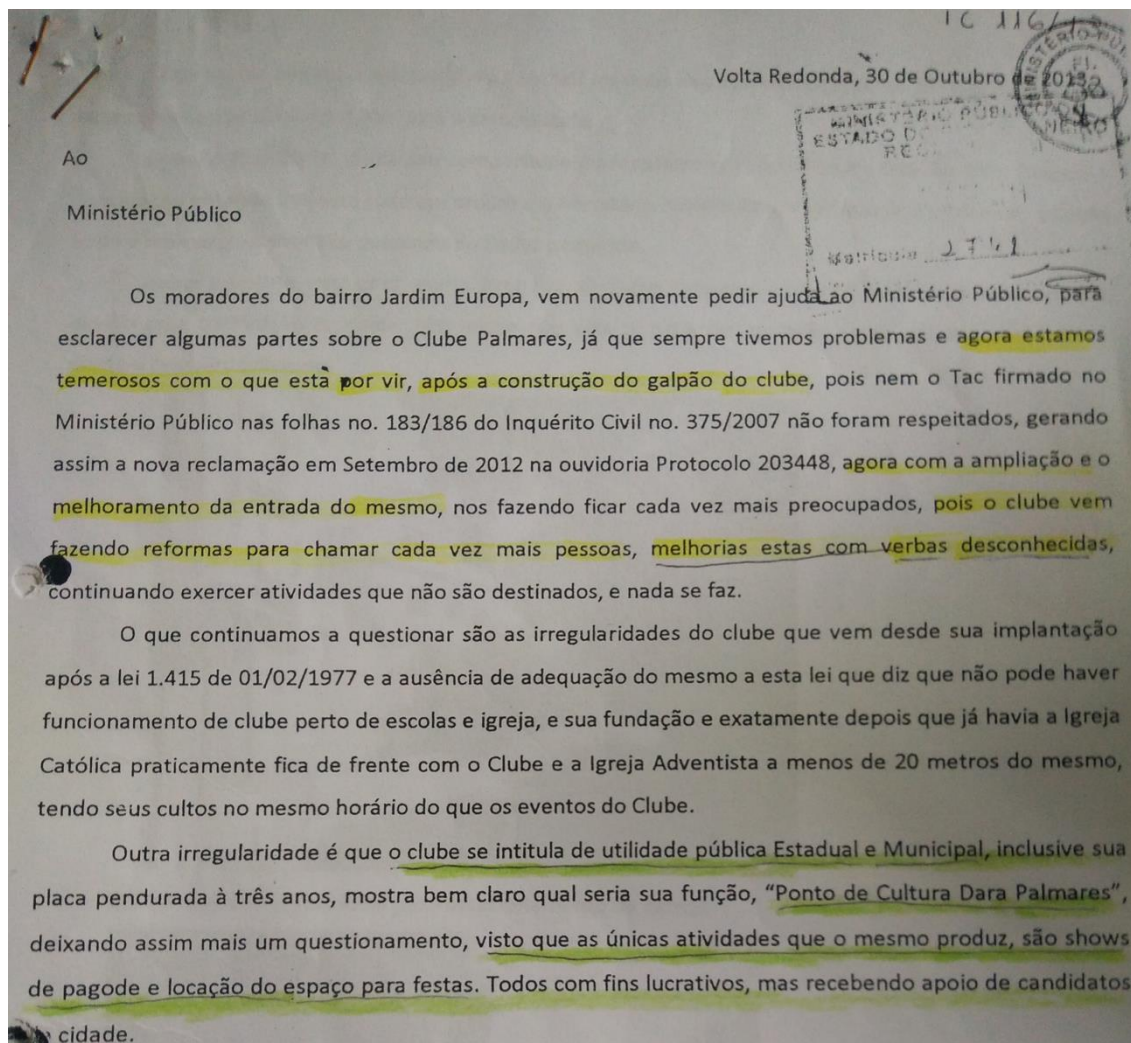 IC 116/
Volta Redonda, 30 de Outubro de 2013
MINISTÉRIO PÚBLICO
ESTADO DO
Ao
Ministério Público
Matrícula 2741
Os moradores do bairro Jardim Europa, vem novamente pedir ajuda ao Ministério Público, para
esclarecer algumas partes sobre o Clube Palmares, já que sempre tivemos problemas e agora estamos
temerosos com o que está por vir, após a construção do galpão do clube, pois nem o Tac firmado no
Ministério Público nas folhas no. 183/186 do Inquérito Civil no. 375/2007 não foram respeitados, gerando
assim a nova reclamação em Setembro de 2012 na ouvidoria Protocolo 203448, agora com a ampliação e o
melhoramento da entrada do mesmo, nos fazendo ficar cada vez mais preocupados, pois o clube vem
fazendo reformas para chamar cada vez mais pessoas, melhorias estas com verbas desconhecidas,
continuando exercer atividades que não são destinados, e nada se faz.
O que continuamos a questionar são as irregularidades do clube que vem desde sua implantação
após a lei 1.415 de 01/02/1977 e a ausência de adequação do mesmo a esta lei que diz que não pode haver
funcionamento de clube perto de escolas e igreja, e sua fundação e exatamente depois que já havia a Igreja
Católica praticamente fica de frente com o Clube e a Igreja Adventista a menos de 20 metros do mesmo,
tendo seus cultos no mesmo horário do que os eventos do Clube.
Outra irregularidade é que o clube se intitula de utilidade pública Estadual e Municipal, inclusive sua
placa pendurada à três anos, mostra bem claro qual seria sua função, “Ponto de Cultura Dara Palmares”,
deixando assim mais um questionamento, visto que as únicas atividades que o mesmo produz, são shows
de pagode e locação do espaço para festas. Todos com fins lucrativos, mas recebendo apoio de candidatos
cidade.